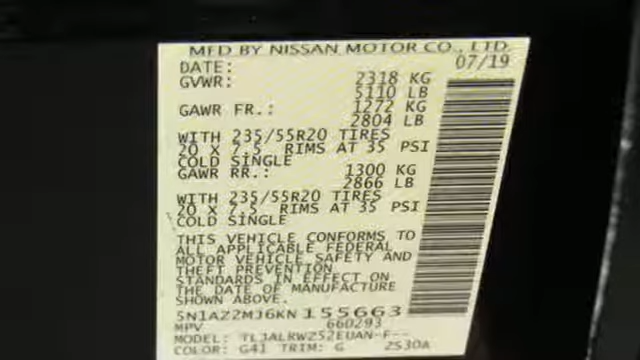 MFD BY NISSAN MOTOR CO., LTD.
DATE: 07/19
GVWR: 2318 KG
5110 LB
GAWR FR.: 1272 KG
2804 LB
WITH 235/55R20 TIRES
20 X 7.5 RIMS AT 35 PSI
COLD SINGLE
GAWR RR.: 1300 KG
2866 LB
WITH 235/55R20 TIRES
20 X 7.5 RIMS AT 35 PSI
COLD SINGLE
THIS VEHICLE CONFORMS TO
ALL APPLICABLE FEDERAL
MOTOR VEHICLE SAFETY AND
THEFT PREVENTION
STANDARDS IN EFFECT ON
THE DATE OF MANUFACTURE
SHOWN ABOVE.
5N1AZ2MJ6KN155663
MPV 660293
MODEL: TLJALRWZ52EUAN-F--
COLOR: G41 TRIM: G 2530A